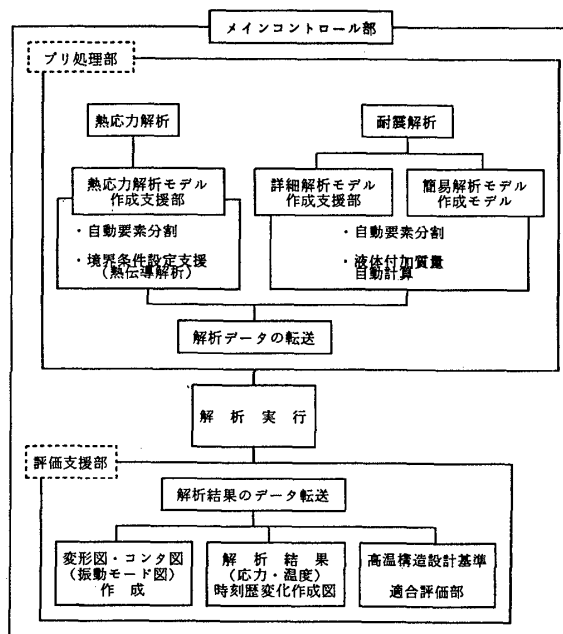 メインコントロール部
プリ処理部
熱応力解析
耐震解析
熱応力解析モデル
作成支援部
詳細解析モデル
作成支援部
簡易解析モデル
作成モデル
・自動要素分割
・境界条件設定支援
(熱伝導解析)
・自動要素分割
・液体付加質量
自動計算
解析データの転送
解析実行
評価支援部
解析結果のデータ転送
変形図・コンタ図
(振動モード図)
作成
解析結果
(応力・温度)
時刻歴変化作成図
高温構造設計基準
適合評価部